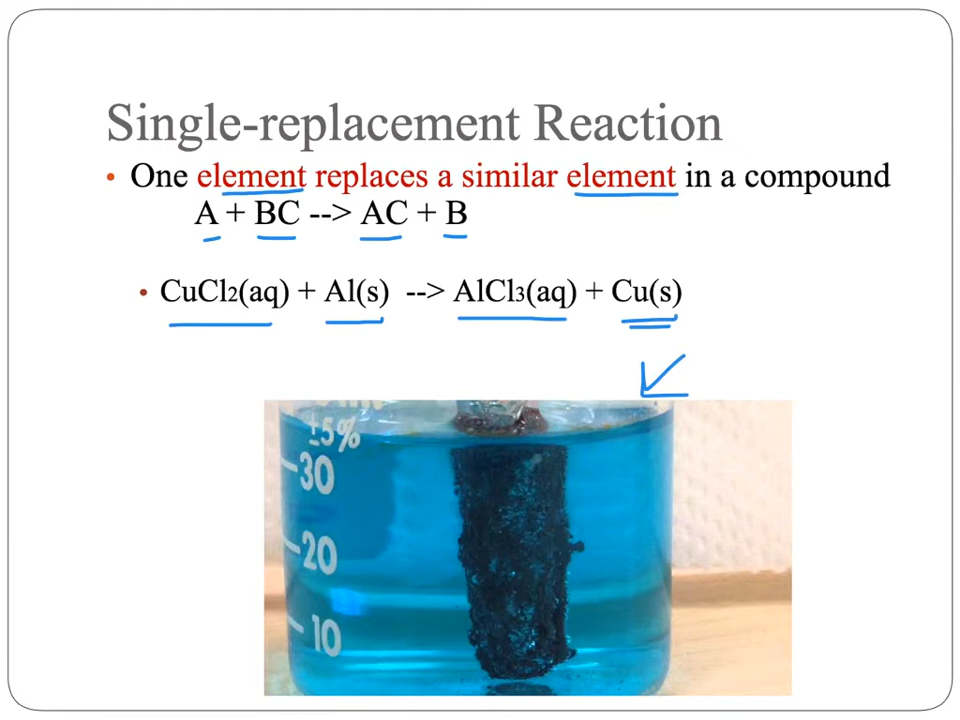 Single-replacement Reaction
• One element replaces a similar element in a compound
A + BC --> AC + B
• CuCl2(aq) + Al(s) --> AlCl3(aq) + Cu(s)
±5%
30
20
10